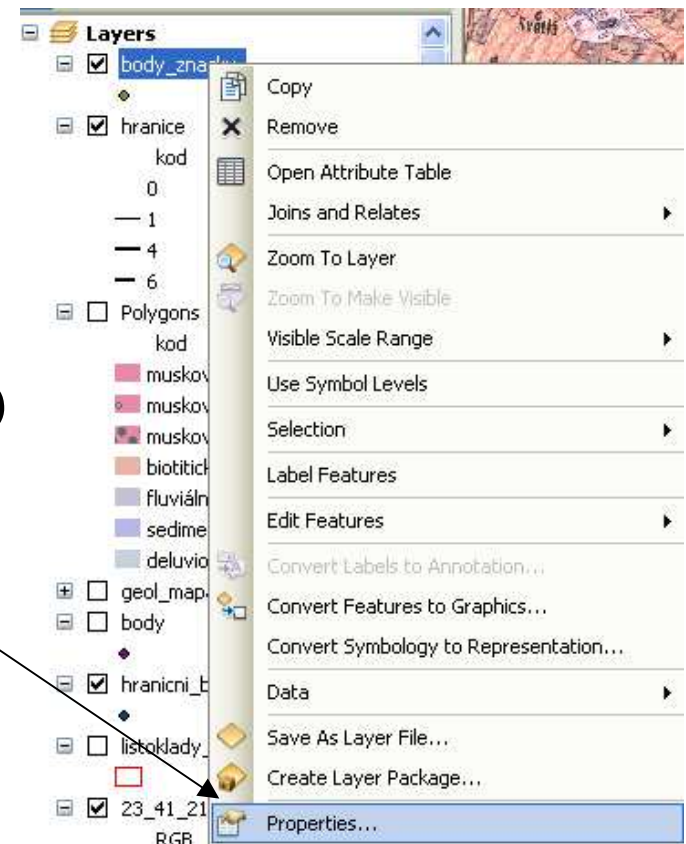 Layers
body_znacky
hranice
kod
0
1
4
6
Polygons
kod
muskov
muskov
muskov
biotitick
fluviáln
sedime
deluvio
geol_map
body
hranicni_b
listoklady_
23_41_21
RGB
Copy
Remove
Open Attribute Table
Joins and Relates
Zoom To Layer
Zoom To Make Visible
Visible Scale Range
Use Symbol Levels
Selection
Label Features
Edit Features
Convert Labels to Annotation...
Convert Features to Graphics...
Convert Symbology to Representation...
Data
Save As Layer File...
Create Layer Package...
Properties...
Světlá
)